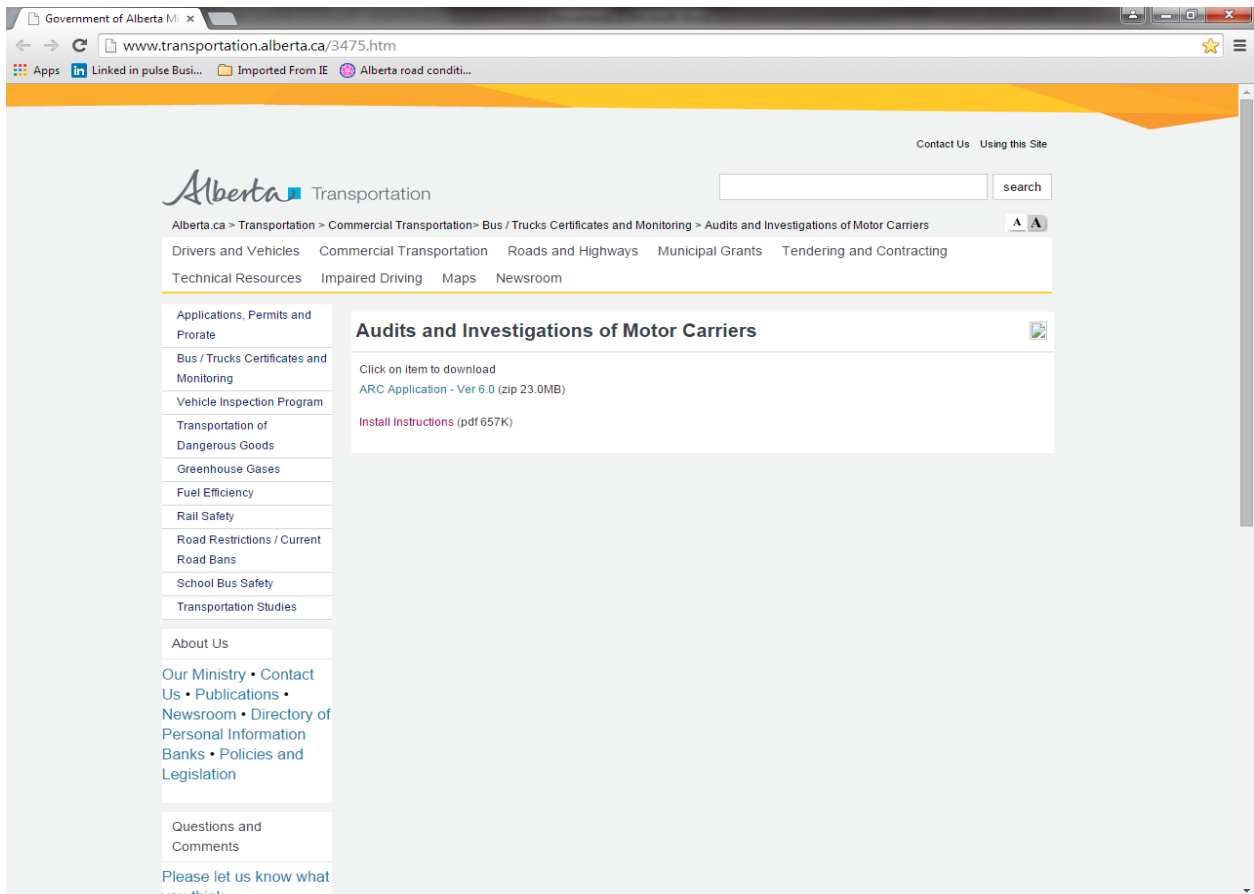 Government of Alberta Mi
www.transportation.alberta.ca/3475.htm
Apps Linked in pulse Busi... Imported From IE Alberta road conditi...
Contact Us Using this Site
Alberta Transportation
search
Alberta.ca > Transportation > Commercial Transportation> Bus / Trucks Certificates and Monitoring > Audits and Investigations of Motor Carriers
A A
Drivers and Vehicles Commercial Transportation Roads and Highways Municipal Grants Tendering and Contracting
Technical Resources Impaired Driving Maps Newsroom
Applications, Permits and
Prorate
Bus / Trucks Certificates and
Monitoring
Vehicle Inspection Program
Transportation of
Dangerous Goods
Greenhouse Gases
Fuel Efficiency
Rail Safety
Road Restrictions / Current
Road Bans
School Bus Safety
Transportation Studies
Audits and Investigations of Motor Carriers
Click on item to download
ARC Application - Ver 6.0 (zip 23.0MB)
Install Instructions (pdf 657K)
About Us
Our Ministry • Contact
Us • Publications •
Newsroom • Directory of
Personal Information
Banks • Policies and
Legislation
Questions and
Comments
Please let us know what